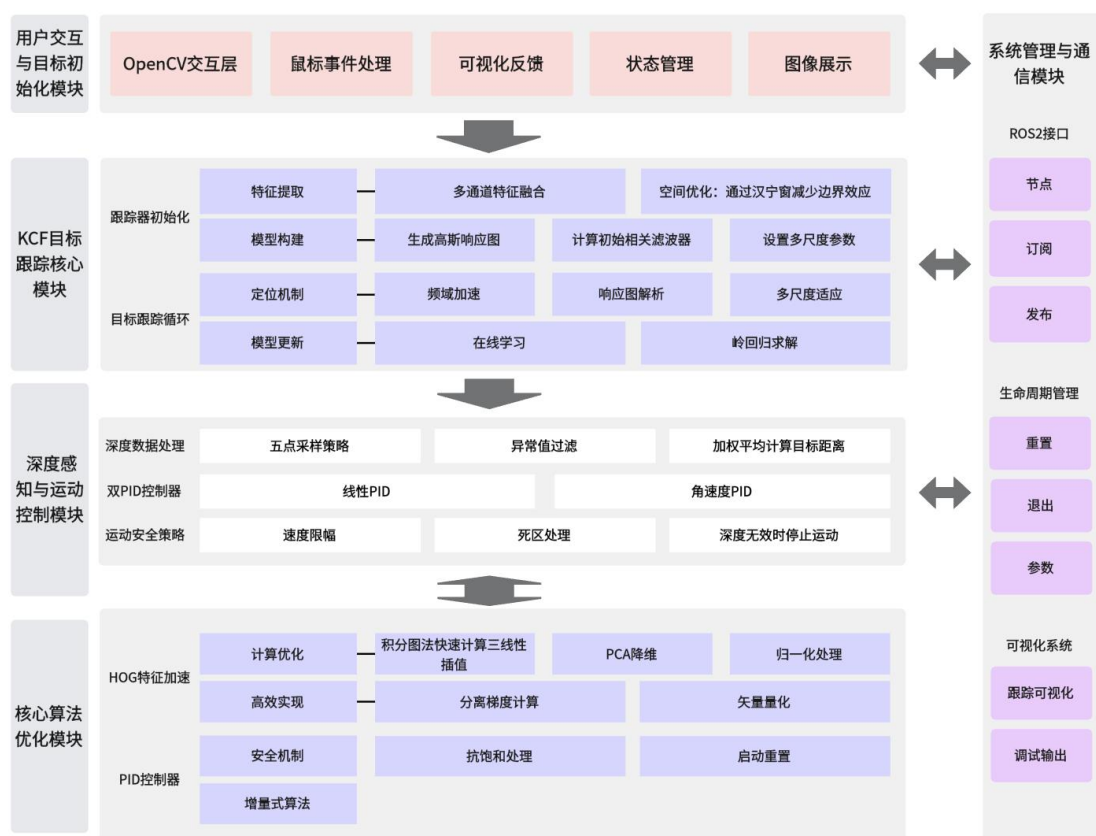 用户交互
与目标初
始化模块
OpenCV交互层
鼠标事件处理
可视化反馈
状态管理
图像展示
KCF目标
跟踪核心
模块
跟踪器初始化
特征提取
多通道特征融合
空间优化：通过汉宁窗减少边界效应
模型构建
生成高斯响应图
计算初始相关滤波器
设置多尺度参数
目标跟踪循环
定位机制
频域加速
响应图解析
多尺度适应
模型更新
在线学习
岭回归求解
深度感
知与运动
控制模块
深度数据处理
五点采样策略
异常值过滤
加权平均计算目标距离
双PID控制器
线性PID
角速度PID
运动安全策略
速度限幅
死区处理
深度无效时停止运动
核心算法
优化模块
HOG特征加速
计算优化
积分图法快速计算三线性
插值
PCA降维
归一化处理
高效实现
分离梯度计算
矢量量化
PID控制器
安全机制
抗饱和处理
启动重置
增量式算法
系统管理与通
信模块
ROS2接口
节点
订阅
发布
生命周期管理
重置
退出
参数
可视化系统
跟踪可视化
调试输出